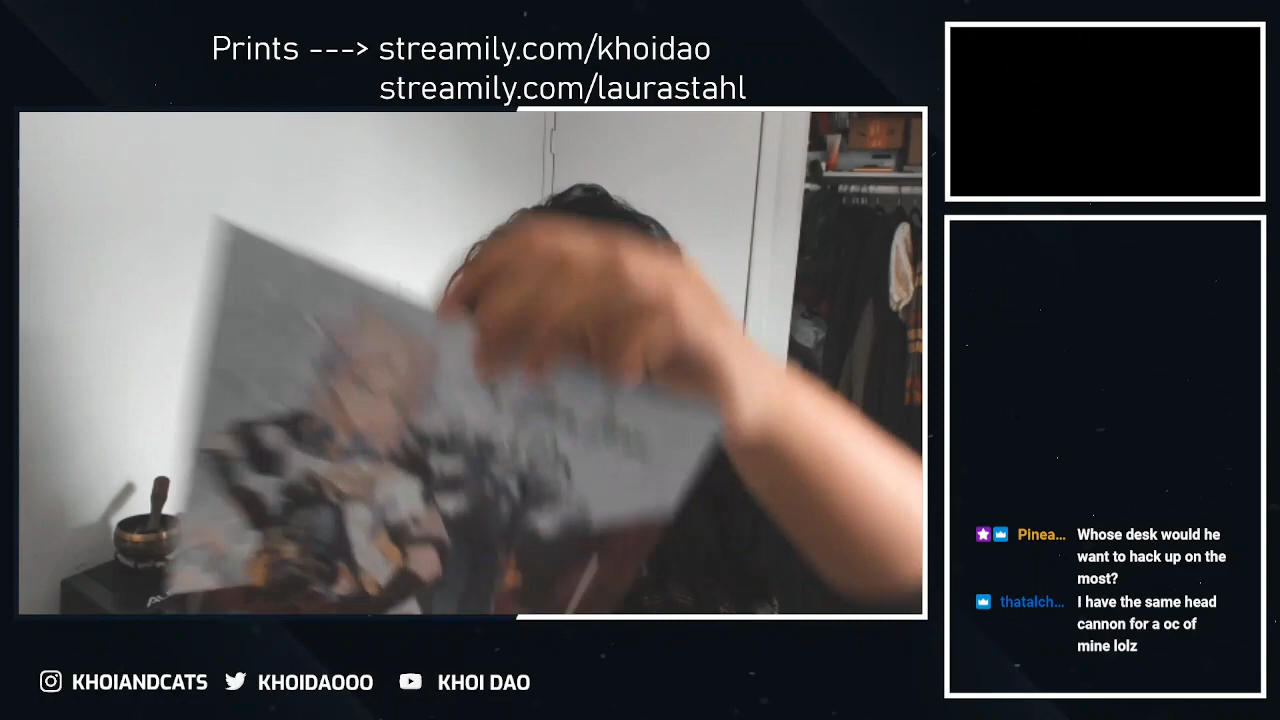 Prints ---> streamily.com/khoidao
streamily.com/laurastahl
Pinea... Whose desk would he
want to hack up on the
most?
thatalch... I have the same head
cannon for a oc of
mine lolz
KHOIANDCATS KHOIDAOOO KHOI DAO